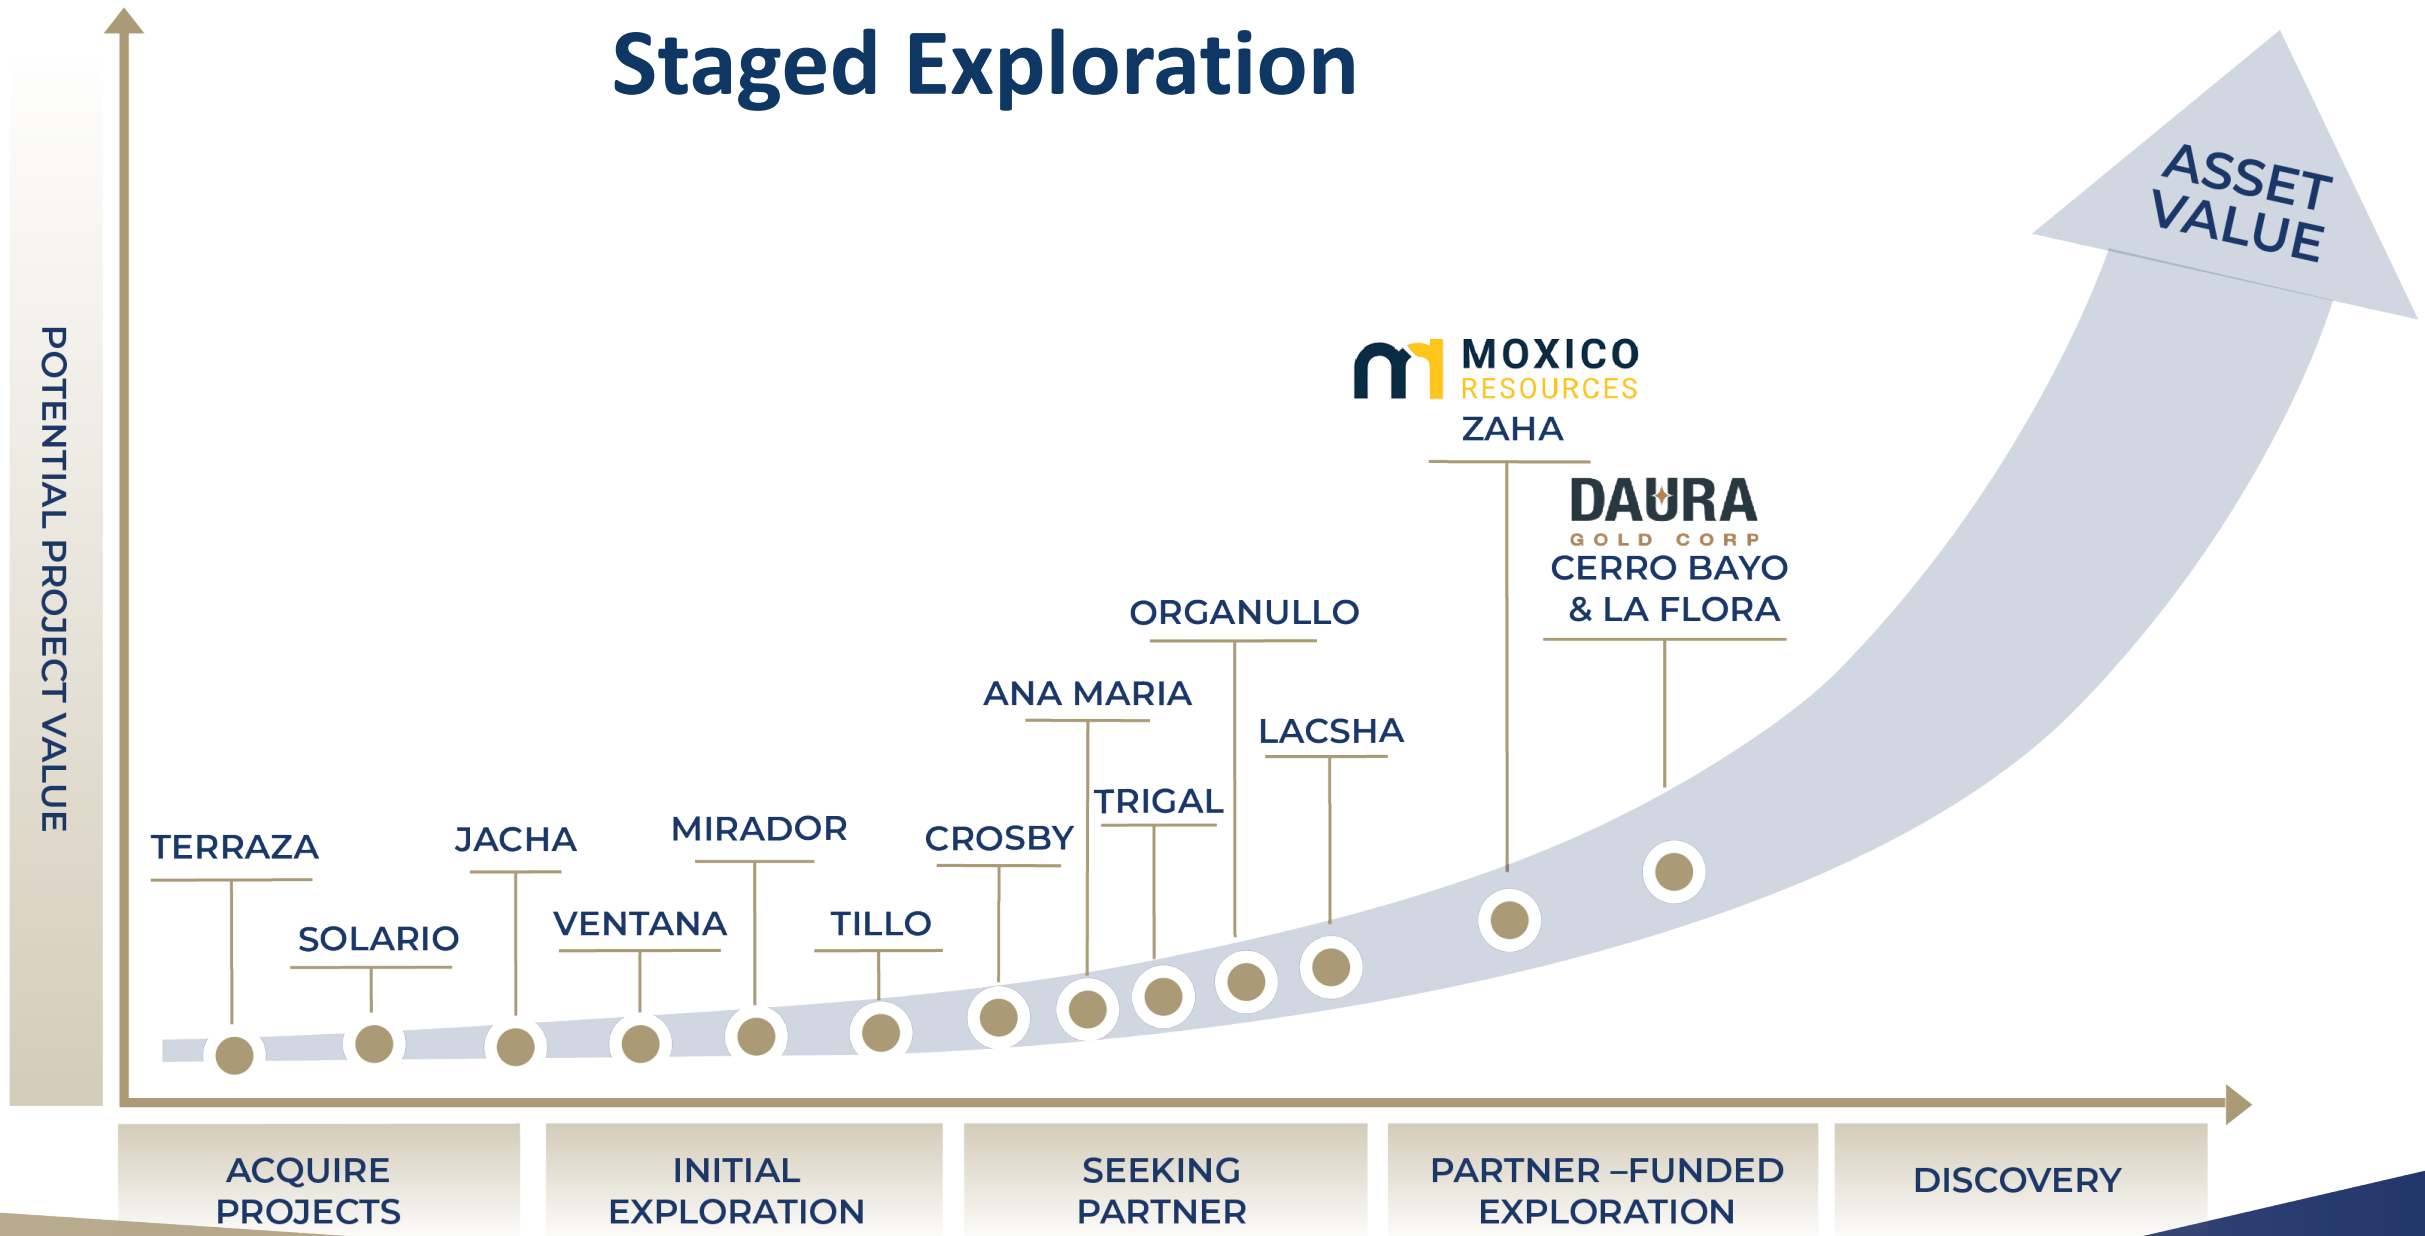 Staged Exploration
ASSET
VALUE
POTENTIAL PROJECT VALUE
MOXICO
RESOURCES
ZAHA
DAURA
GOLD CORP
CERRO BAYO
& LA FLORA
ORGANULLO
ANA MARIA
LACSHA
TRIGAL
TERRAZA
JACHA
MIRADOR
CROSBY
SOLARIO
VENTANA
TILLO
ACQUIRE
PROJECTS
INITIAL
EXPLORATION
SEEKING
PARTNER
PARTNER –FUNDED
EXPLORATION
DISCOVERY